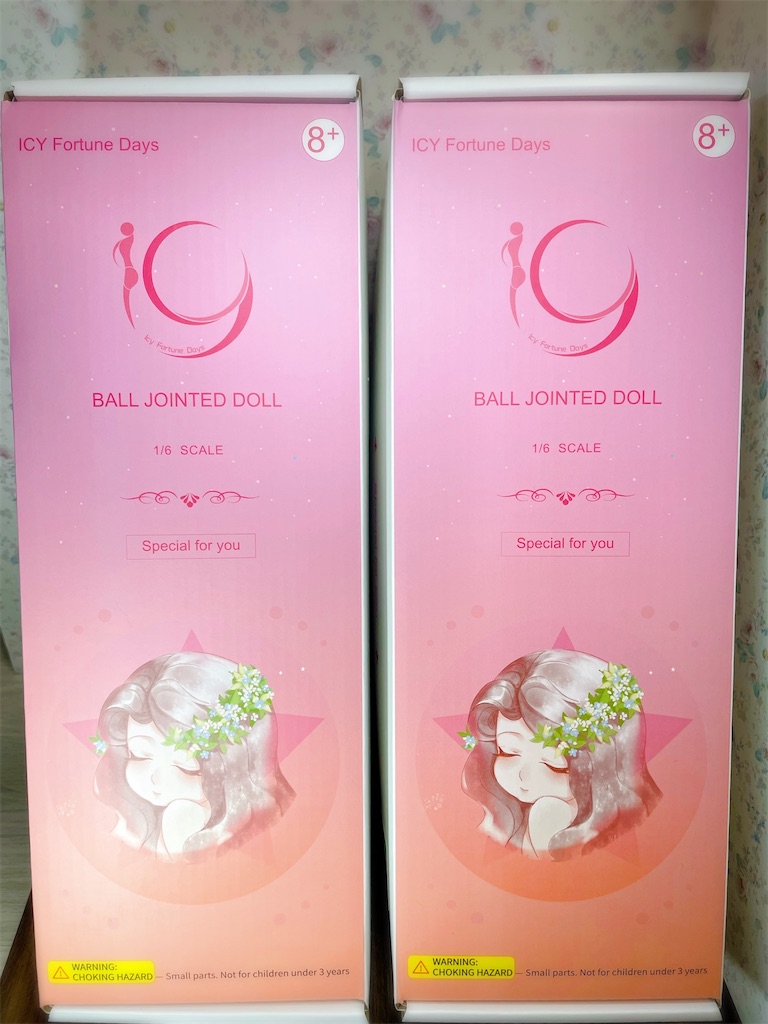 ICY Fortune Days
8+
Icy Fortune Days
BALL JOINTED DOLL
1/6 SCALE
Special for you
WARNING:
CHOKING HAZARD — Small parts. Not for children under 3 years
ICY Fortune Days
8+
Icy Fortune Days
BALL JOINTED DOLL
1/6 SCALE
Special for you
WARNING:
CHOKING HAZARD — Small parts. Not for children under 3 years